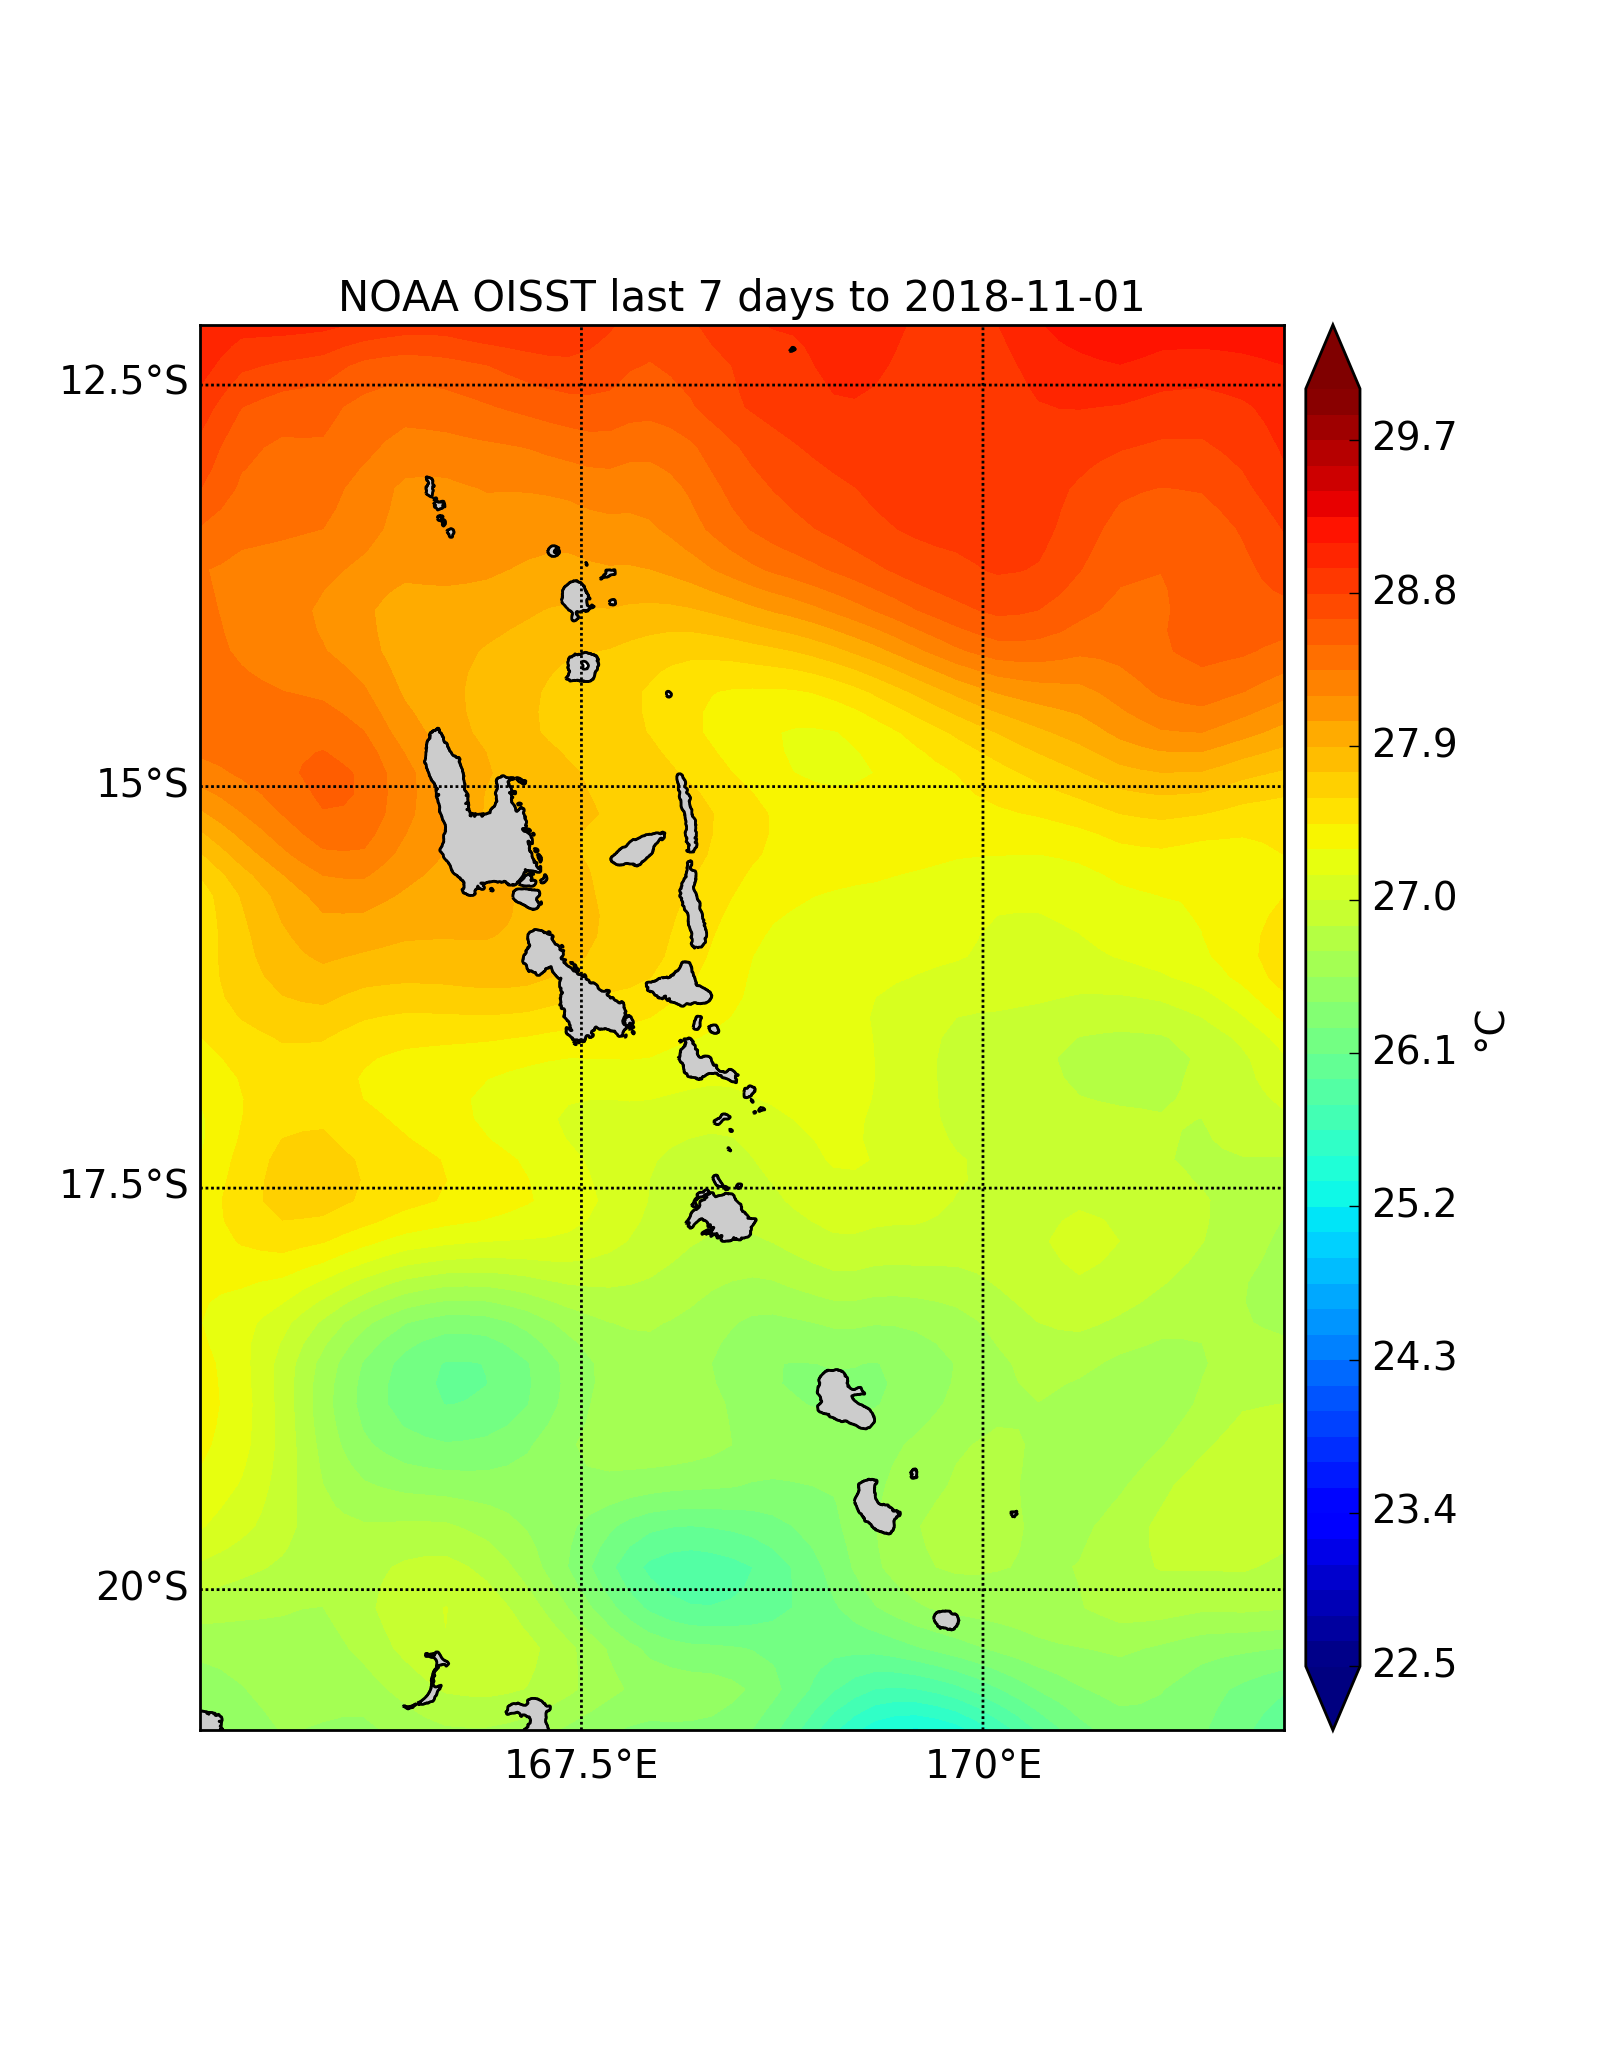 NOAA OISST last 7 days to 2018-11-01
12.5°S
15°S
17.5°S
20°S
167.5°E
170°E
29.7
28.8
27.9
27.0
26.1
25.2
24.3
23.4
22.5
°C